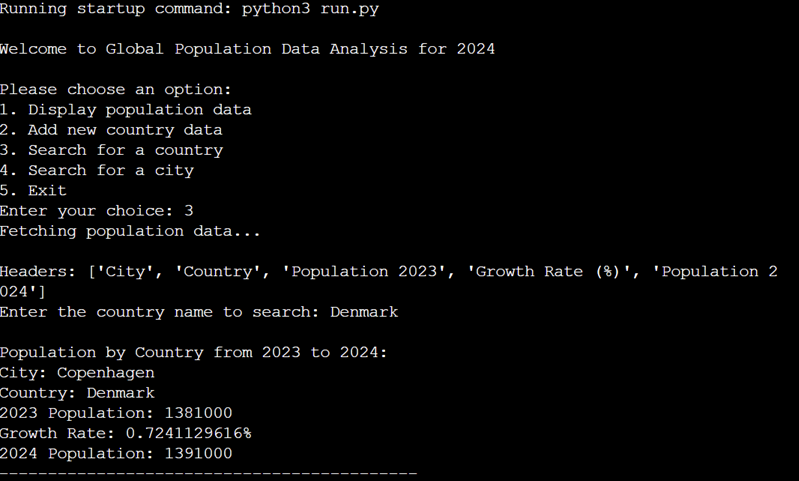 Running startup command: python3 run.py
Welcome to Global Population Data Analysis for 2024
Please choose an option:
1. Display population data
2. Add new country data
3. Search for a country
4. Search for a city
5. Exit
Enter your choice: 3
Fetching population data...
Headers: ['City', 'Country', 'Population 2023', 'Growth Rate (%)', 'Population 2
024']
Enter the country name to search: Denmark
Population by Country from 2023 to 2024:
City: Copenhagen
Country: Denmark
2023 Population: 1381000
Growth Rate: 0.7241129616%
2024 Population: 1391000
-------------------------------------------